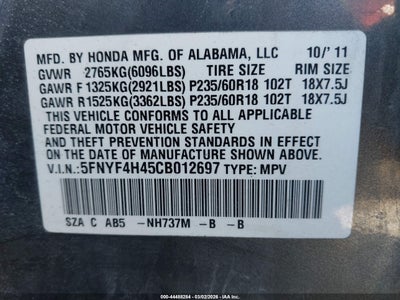 MFD. BY HONDA MFG. OF ALABAMA, LLC 10/'11
GVWR 2765KG(6096LBS) TIRE SIZE RIM SIZE
GAWR F 1325KG(2921LBS) P235/60R18 102T 18X7.5J
GAWR R 1525KG(3362LBS) P235/60R18 102T 18X7.5J
THIS VEHICLE CONFORMS TO ALL APPLICABLE
FEDERAL MOTOR VEHICLE SAFETY AND
THEFT PREVENTION STANDARDS IN EFFECT
ON THE DATE OF MANUFACTURE SHOWN ABOVE.
V.I.N.: 5FNYF4H45CB012697 TYPE: MPV
SZA C AB5 -NH737M -B -B
000-44488284 - 03/02/2026 - IAA Inc. (1)